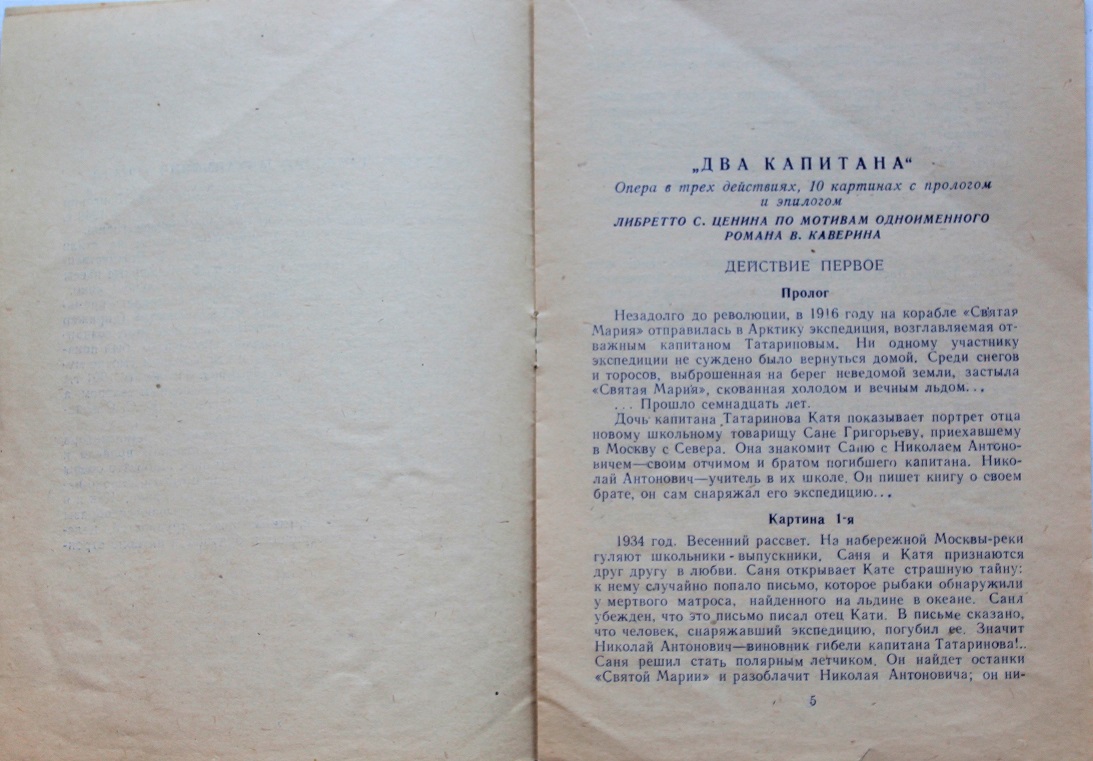 „ДВА КАПИТАНА“
Опера в трех действиях, 10 картинах с прологом
и эпилогом
ЛИБРЕТТО С. ЦЕНИНА ПО МОТИВАМ ОДНОИМЕННОГО
РОМАНА В. КАВЕРИНА
ДЕЙСТВИЕ ПЕРВОЕ
Пролог
Незадолго до революции, в 1916 году на корабле «Святая
Мария» отправилась в Арктику экспедиция, возглавляемая от-
важным капитаном Татариновым. Ни одному участнику
экспедиции не суждено было вернуться домой. Среди снегов
и торосов, выброшенная на берег неведомой земли, застыла
«Святая Мария», скованная холодом и вечным льдом...
... Прошло семнадцать лет.
Дочь капитана Татаринова Катя показывает портрет отца
новому школьному товарищу Сане Григорьеву, приехавшему
в Москву с Севера. Она знакомит Саню с Николаем Антоно-
вичем—своим отчимом и братом погибшего капитана. Нико-
лай Антонович—учитель в их школе. Он пишет книгу о своем
брате, он сам снаряжал его экспедицию...
Картина 1-я
1934 год. Весенний рассвет. На набережной Москвы-реки
гуляют школьники-выпускники. Саня и Катя признаются
друг другу в любви. Саня открывает Кате страшную тайну:
к нему случайно попало письмо, которое рыбаки обнаружили
у мертвого матроса, найденного на льдине в океане. Саня
убежден, что это письмо писал отец Кати. В письме сказано,
что человек, снаряжавший экспедицию, погубил ее. Значит
Николай Антонович—виновник гибели капитана Татаринова!..
Саня решил стать полярным летчиком. Он найдет останки
«Святой Марии» и разоблачит Николая Антоновича; он ни-
5